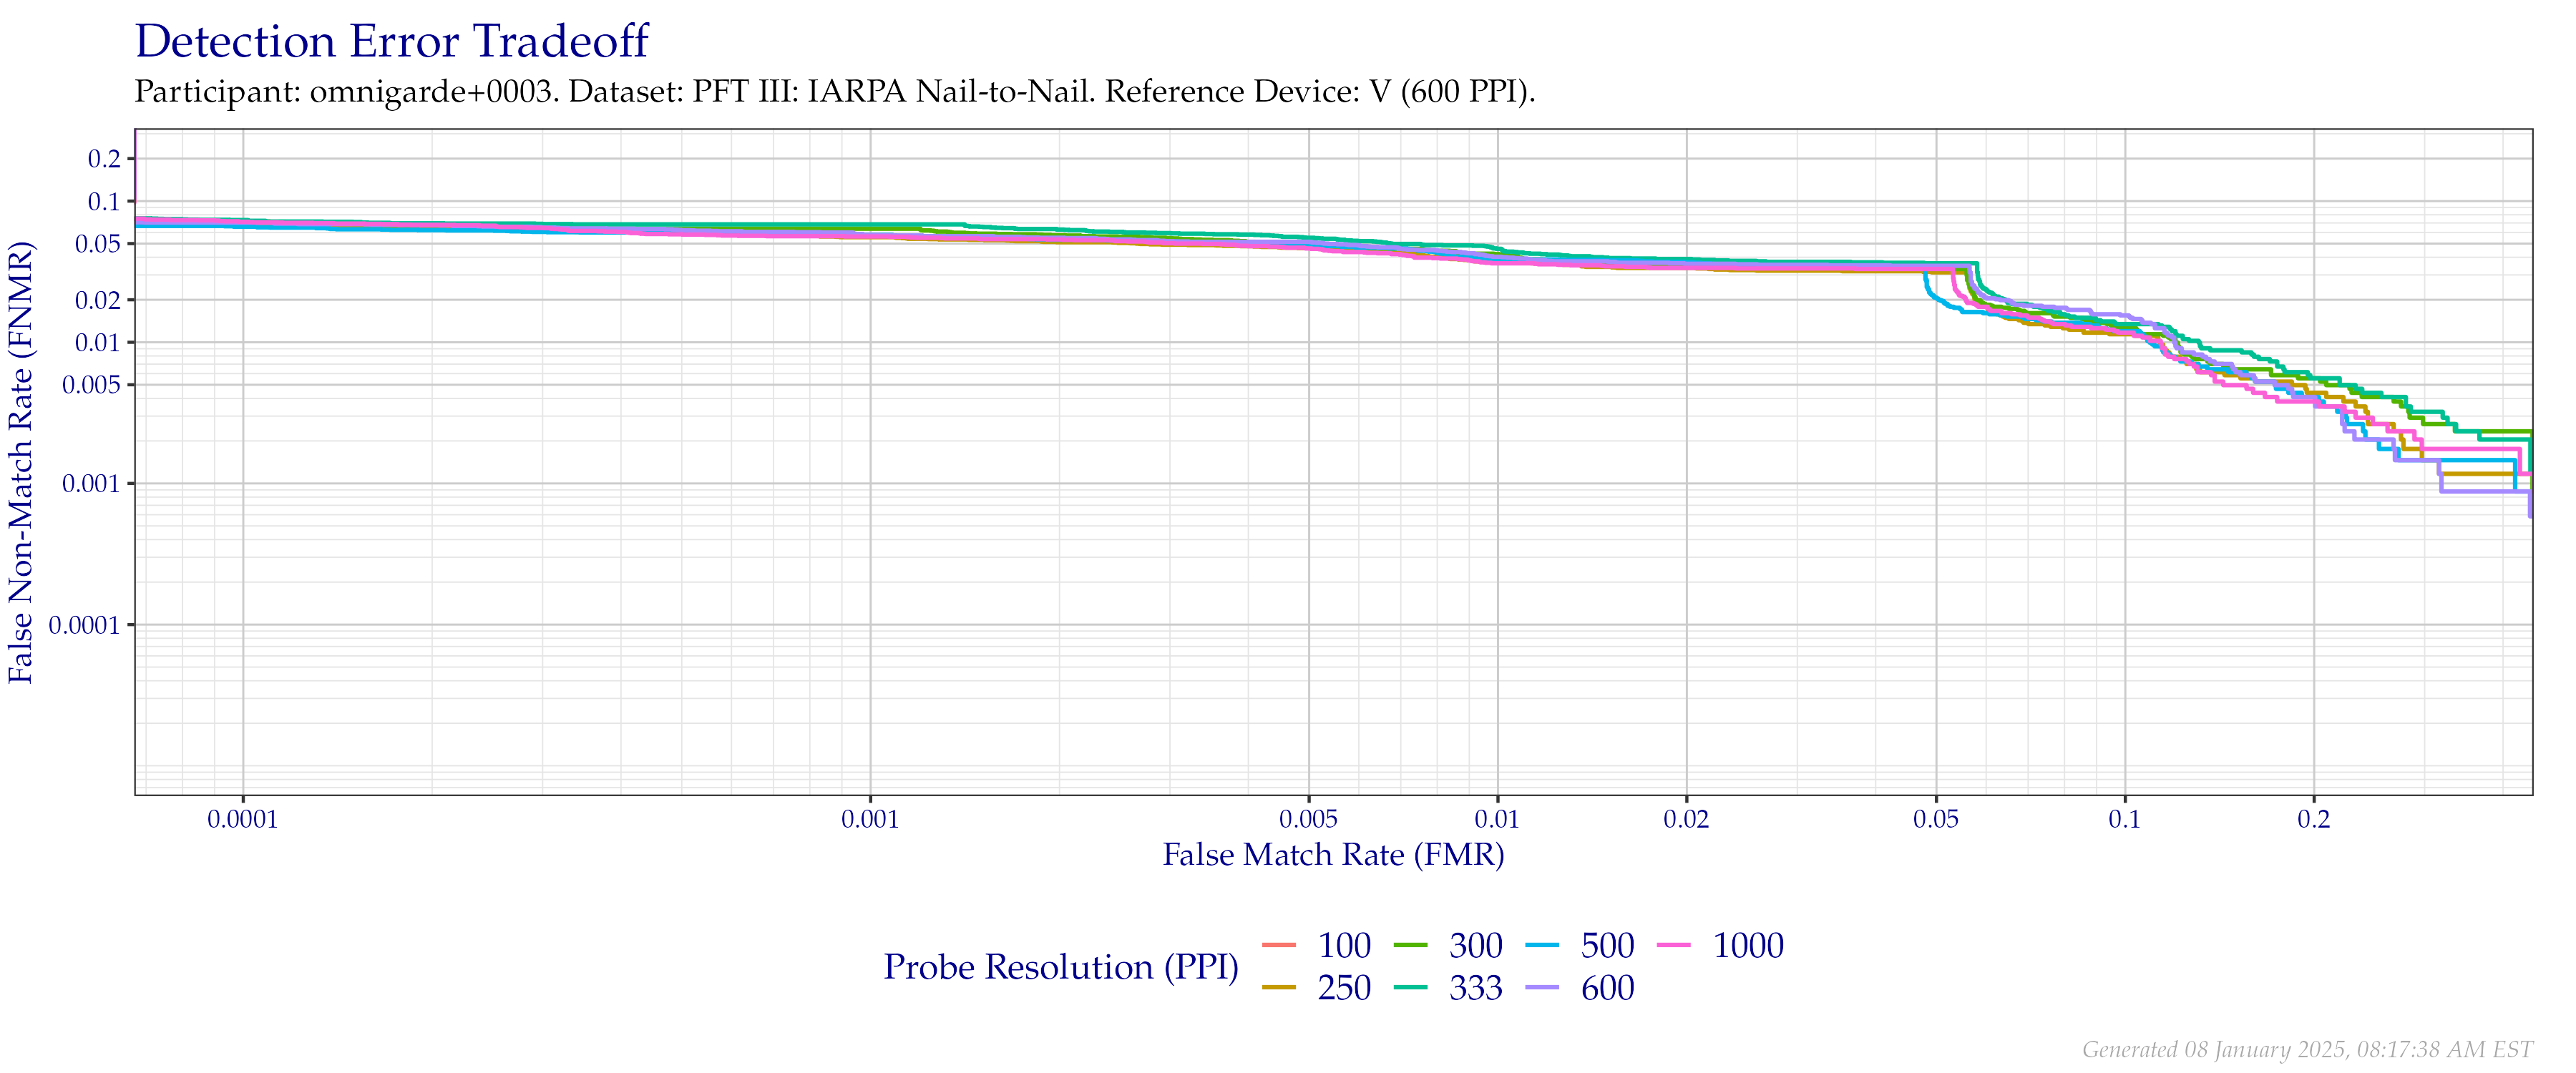 Detection Error Tradeoff
Participant: omnigarde+0003. Dataset: PFT III: IARPA Nail-to-Nail. Reference Device: V (600 PPI).
False Non-Match Rate (FNMR)
0.2
0.1
0.05
0.02
0.01
0.005
0.001
0.0001
0.0001 0.001 0.005 0.01 0.02 0.05 0.1 0.2
False Match Rate (FMR)
Probe Resolution (PPI)
100 300 500 1000
250 333 600
Generated 08 January 2025, 08:17:38 AM EST